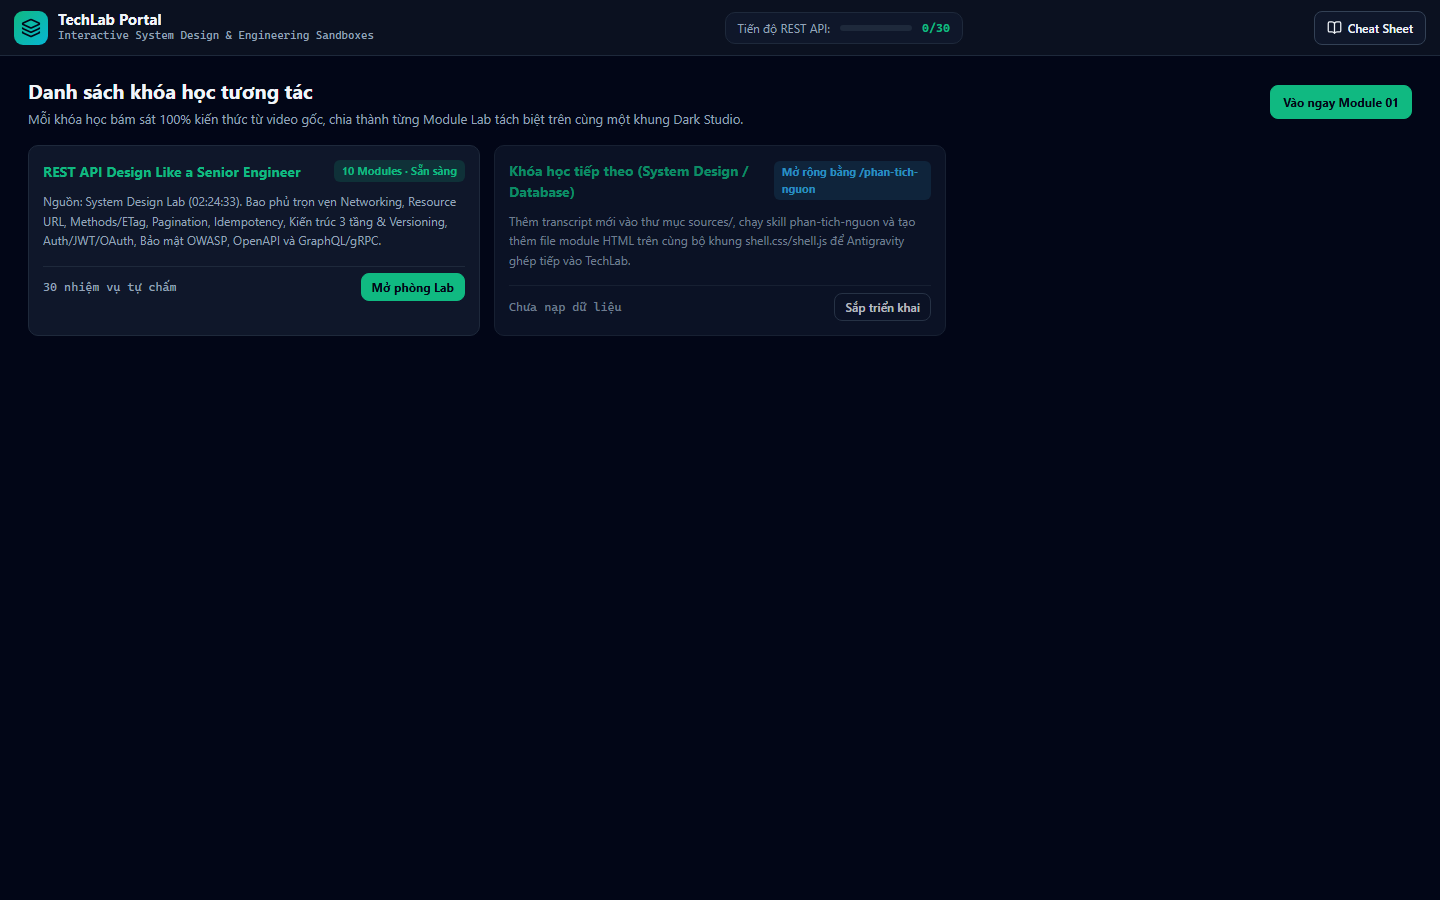 TechLab Portal
Interactive System Design & Engineering Sandboxes
Tiến độ REST API: 0/30
Cheat Sheet
Danh sách khóa học tương tác
Mỗi khóa học bám sát 100% kiến thức từ video gốc, chia thành từng Module Lab tách biệt trên cùng một khung Dark Studio.
Vào ngay Module 01
REST API Design Like a Senior Engineer
10 Modules · Sẵn sàng
Nguồn: System Design Lab (02:24:33). Bao phủ trọn vẹn Networking, Resource
URL, Methods/ETag, Pagination, Idempotency, Kiến trúc 3 tầng & Versioning,
Auth/JWT/OAuth, Bảo mật OWASP, OpenAPI và GraphQL/gRPC.
30 nhiệm vụ tự chấm
Mở phòng Lab
Khóa học tiếp theo (System Design /
Database)
Mở rộng bằng /phan-tich-
nguon
Thêm transcript mới vào thư mục sources/, chạy skill phan-tich-nguon và tạo
thêm file module HTML trên cùng bộ khung shell.css/shell.js để Antigravity
ghép tiếp vào TechLab.
Chưa nạp dữ liệu
Sắp triển khai